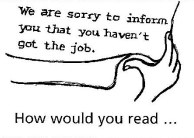 We are sorry to inform
you that you haven't
got the job.
How would you read ...